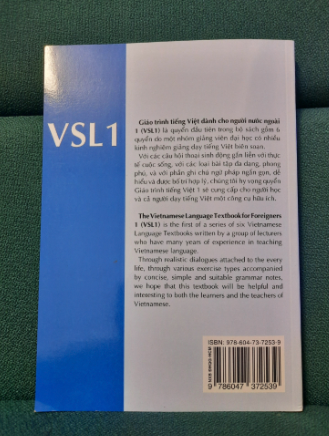 VSL1
Giáo trình tiếng Việt dành cho người nước ngoài
1 (VSL1) là quyển đầu tiên trong bộ sách gồm 6
quyển do một nhóm giảng viên đại học có nhiều
kinh nghiệm giảng dạy tiếng Việt biên soạn.
Với các câu hội thoại sinh động gắn liền với thực
tế cuộc sống, với các loại bài tập đa dạng, phong
phú và với phần ghi chú ngữ pháp ngắn gọn, dễ
hiểu và được bố trí hợp lý, chúng tôi hy vọng quyển
Giáo trình tiếng Việt 1 sẽ cung cấp cho người học
và cả người dạy tiếng Việt một công cụ hữu ích.
The Vietnamese Language Textbook for Foreigners
1 (VSL1) is the first of a series of six Vietnamese
Language Textbooks written by a group of lecturers
who have many years of experience in teaching
Vietnamese language.
Through realistic dialogues attached to the every
life, through various exercise types accompanied
by concise, simple and suitable grammar notes,
we hope that this textbook will be helpful and
interesting to both the learners and the teachers of
Vietnamese.
ISBN: 978-604-73-7253-9
9 786047 372539